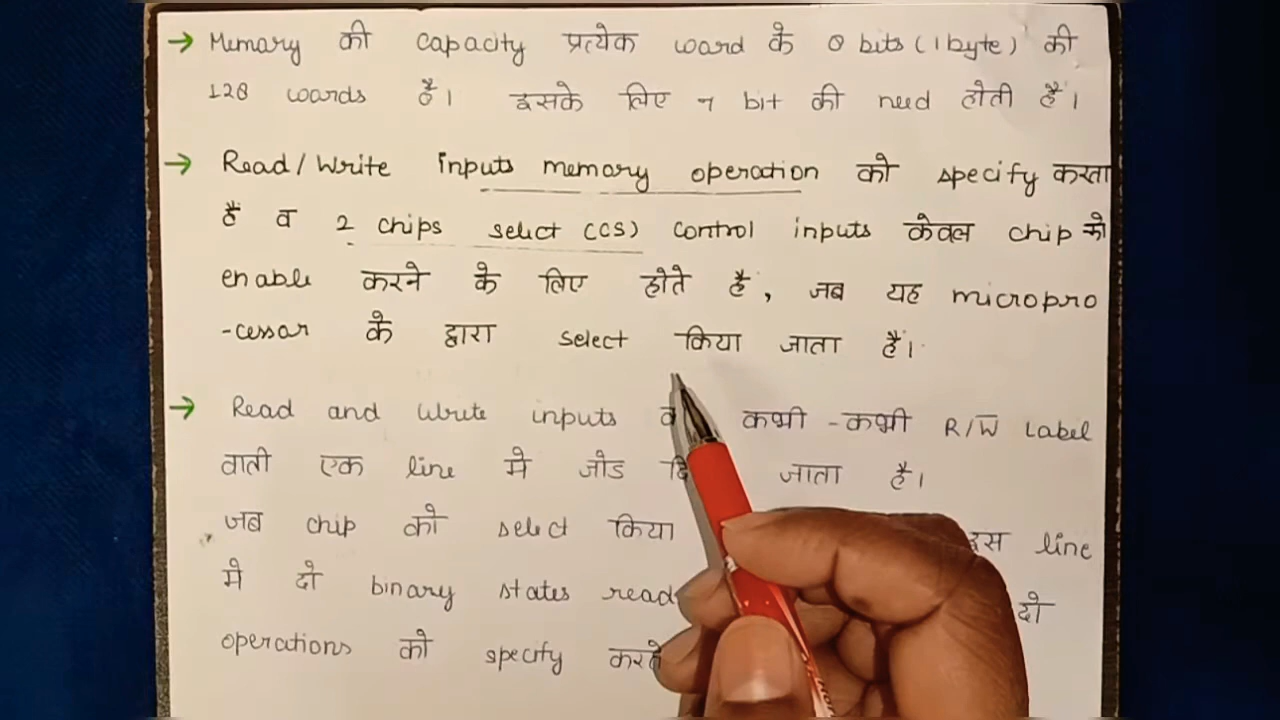 → Memory की capacity प्रत्येक word के 8 bits (1 byte) की
128 words है। इसके लिए 7 bit की need होती है।
→ Read/Write inputs memory operation को specify करता
है व 2 chips select (CS) control inputs केवल chip को
enable करने के लिए होते है, जब यह micropro
-cessor के द्वारा select किया जाता है।
→ Read and Write inputs कभी-कभी R/W̅ Label
वाली एक line मे जोड जाता है।
जब chip को select किया इस line
मे दो binary states read दो
operations को specify करते